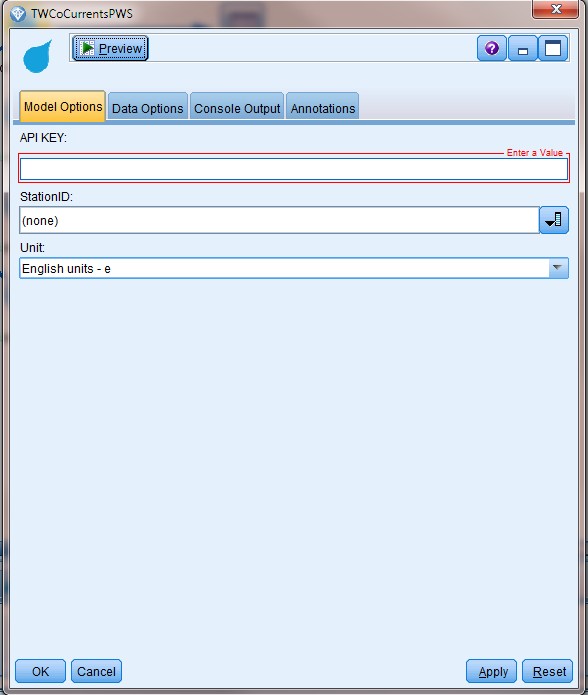 TWCoCurrentsPWS
Preview
?
Model Options Data Options Console Output Annotations
API KEY:
Enter a Value
StationID:
(none)
Unit:
English units - e
OK Cancel Apply Reset